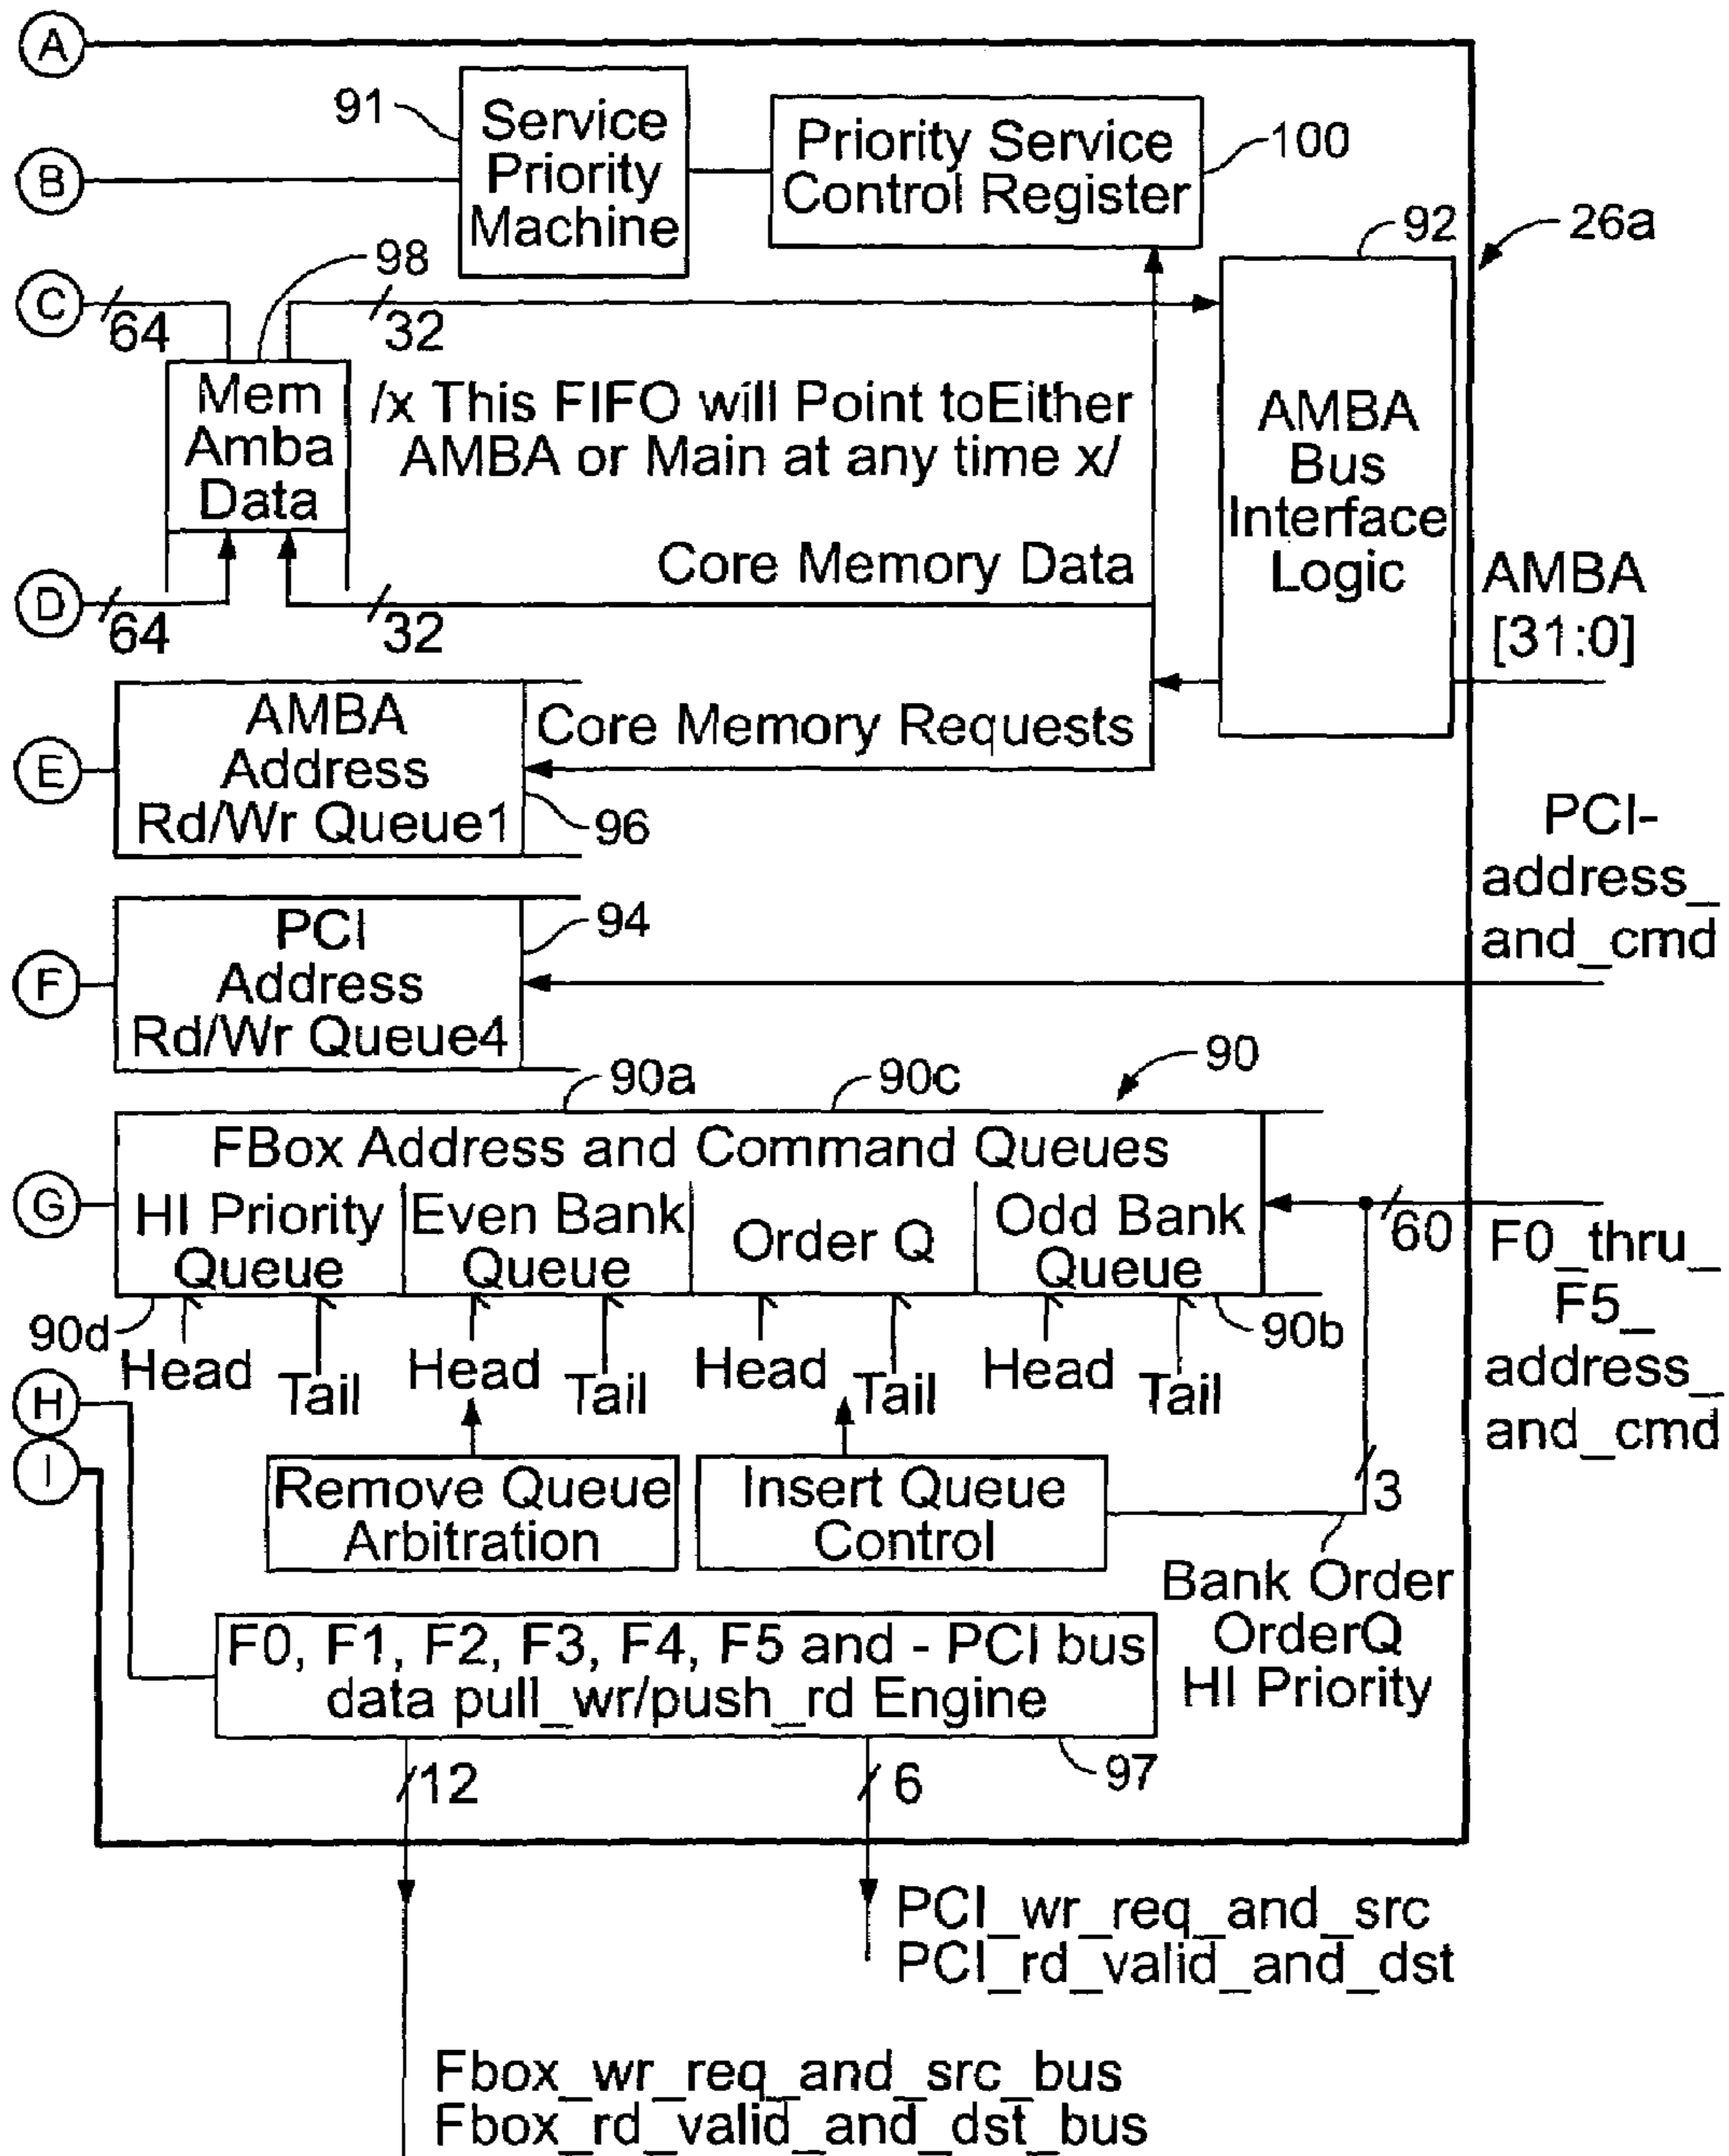 A
B
91
Service
Priority
Machine
Priority Service
Control Register
100
92
26a
98
C
64
32
Mem
Amba
Data
/x This FIFO will Point toEither
AMBA or Main at any time x/
AMBA
Bus
Interface
Logic
Core Memory Data
D
64
32
AMBA
[31:0]
E
AMBA
Address
Rd/Wr Queue1
Core Memory Requests
96
PCI-
address_
and_cmd
F
PCI
Address
Rd/Wr Queue4
94
90a
90c
90
G
FBox Address and Command Queues
HI Priority
Queue
Even Bank
Queue
Order Q
Odd Bank
Queue
60
F0_thru_
F5_
address_
and_cmd
90d
90b
Head
Tail
Head
Tail
Head
Tail
Head
Tail
H
I
Remove Queue
Arbitration
Insert Queue
Control
3
Bank Order
OrderQ
HI Priority
F0, F1, F2, F3, F4, F5 and - PCI bus
data pull_wr/push_rd Engine
97
12
6
PCI_wr_req_and_src
PCI_rd_valid_and_dst
Fbox_wr_req_and_src_bus
Fbox_rd_valid_and_dst_bus